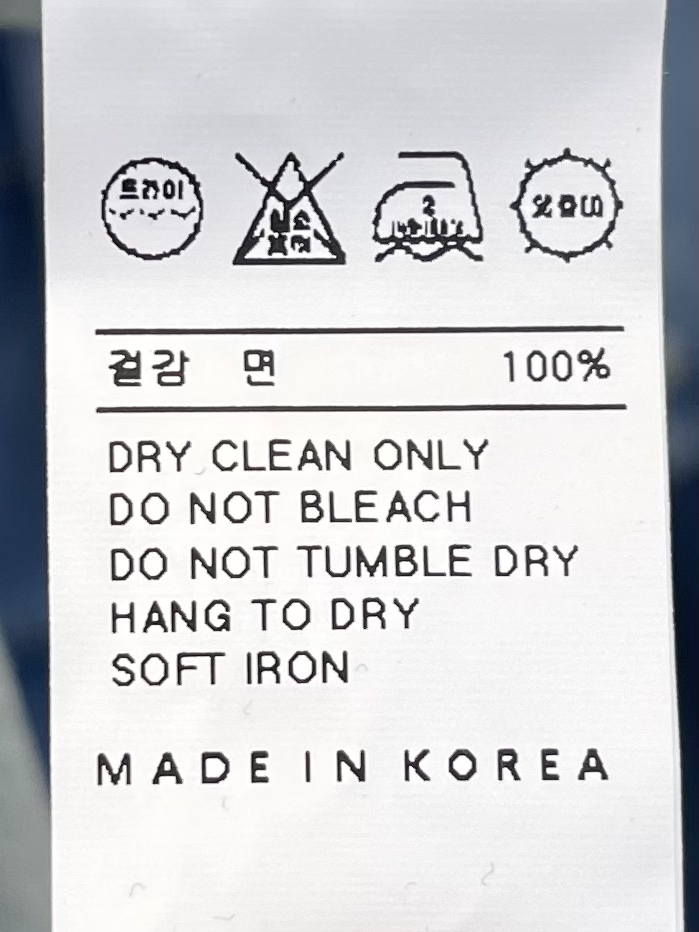 드라이
2
겉감 면 100%
DRY CLEAN ONLY
DO NOT BLEACH
DO NOT TUMBLE DRY
HANG TO DRY
SOFT IRON
MADE IN KOREA